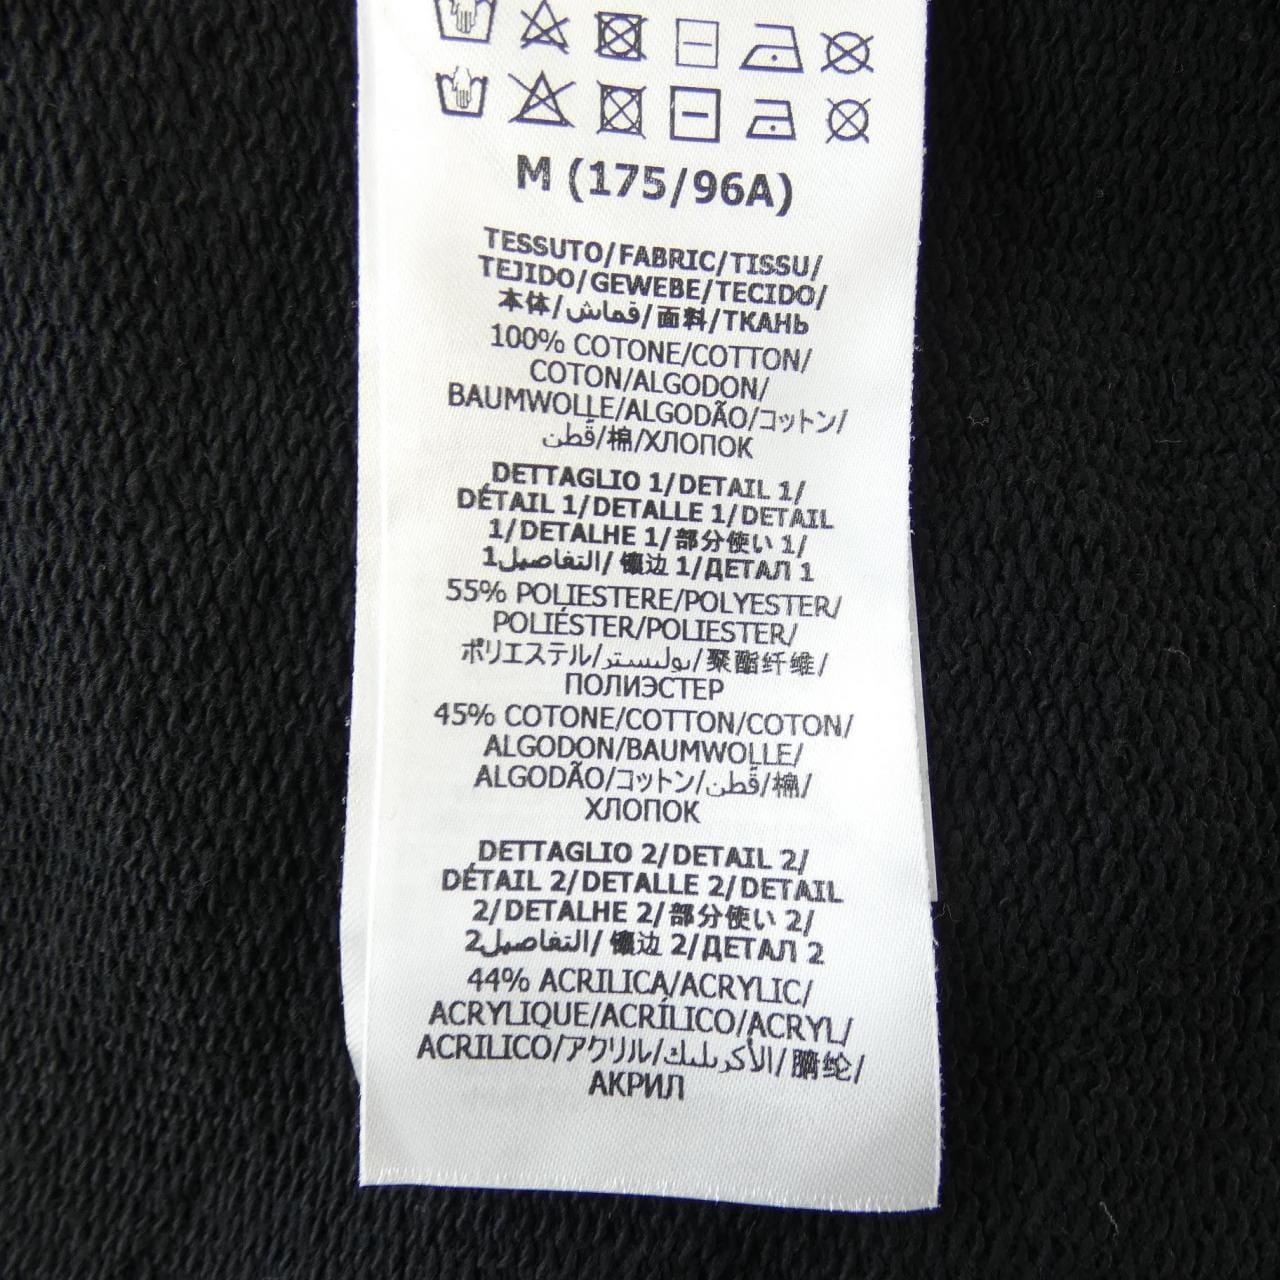 M (175/96A)
TESSUTO/FABRIC/TISSU/
TEJIDO/GEWEBE/TECIDO/
本体/قماش/面料/ТКАНЬ
100% COTONE/COTTON/
COTON/ALGODON/
BAUMWOLLE/ALGODÃO/コットン/
قطن/棉/ХЛОПОК
DETTAGLIO 1/DETAIL 1/
DÉTAIL 1/DETALLE 1/DETAIL
1/DETALHE 1/部分使い 1/
التفاصيل1/ 镶边 1/ДЕТАЛ 1
55% POLIESTERE/POLYESTER/
POLIÉSTER/POLIESTER/
ポリエステル/بوليستر/聚酯纤维/
ПОЛИЭСТЕР
45% COTONE/COTTON/COTON/
ALGODON/BAUMWOLLE/
ALGODÃO/コットン/قطن/棉/
ХЛОПОК
DETTAGLIO 2/DETAIL 2/
DÉTAIL 2/DETALLE 2/DETAIL
2/DETALHE 2/部分使い 2/
التفاصيل2/ 镶边 2/ДЕТАЛ 2
44% ACRILICA/ACRYLIC/
ACRYLIQUE/ACRÍLICO/ACRYL/
ACRILICO/アクリル/الأكريليك/腈纶/
АКРИЛ